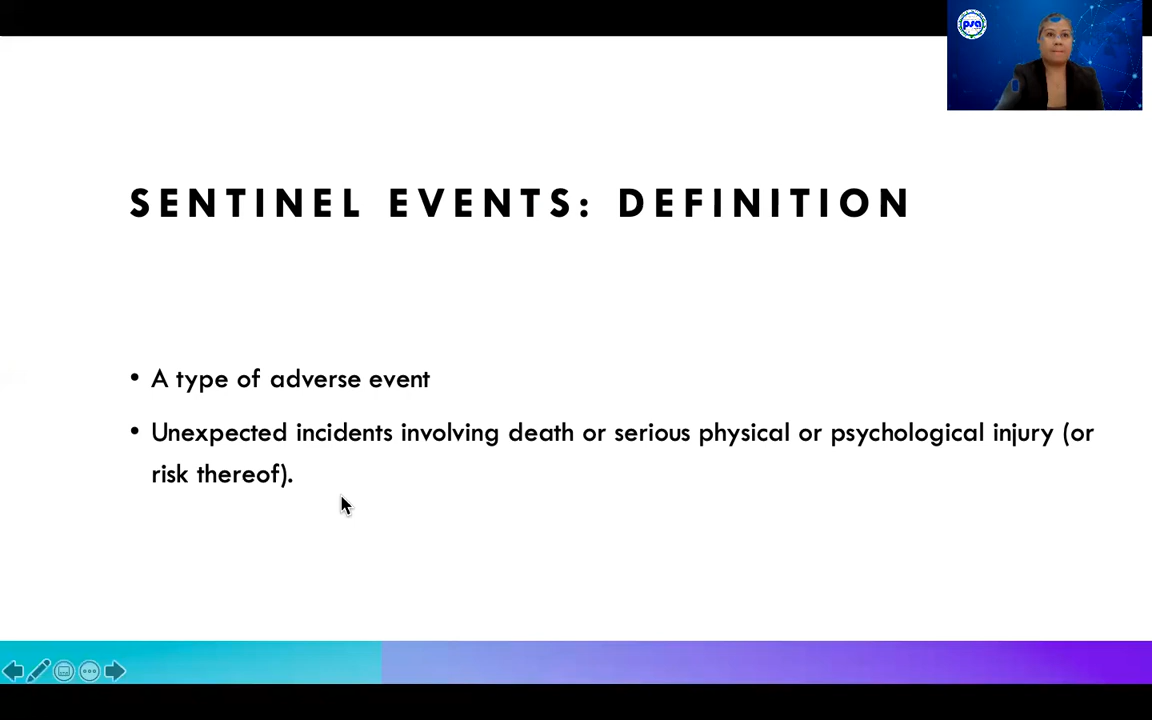 psa
SENTINEL EVENTS: DEFINITION
• A type of adverse event
• Unexpected incidents involving death or serious physical or psychological injury (or
risk thereof).